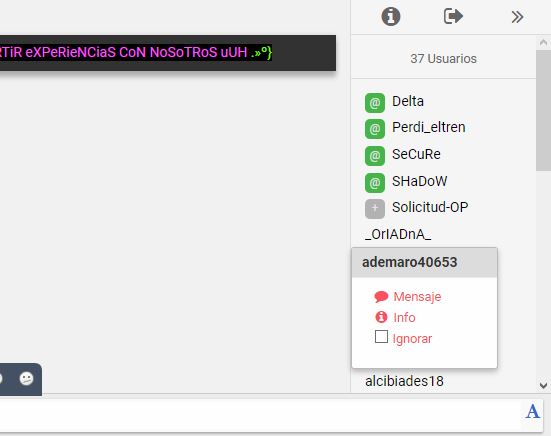 RTiR eXPeRieNCiaS CoN NoSoTRoS uUH .»º}
37 Usuarios
@ Delta
@ Perdi_eltren
@ SeCuRe
@ SHaDoW
+ Solicitud-OP
_OrIADnA_
ademaro40653
Mensaje
Info
Ignorar
alcibiades18
A